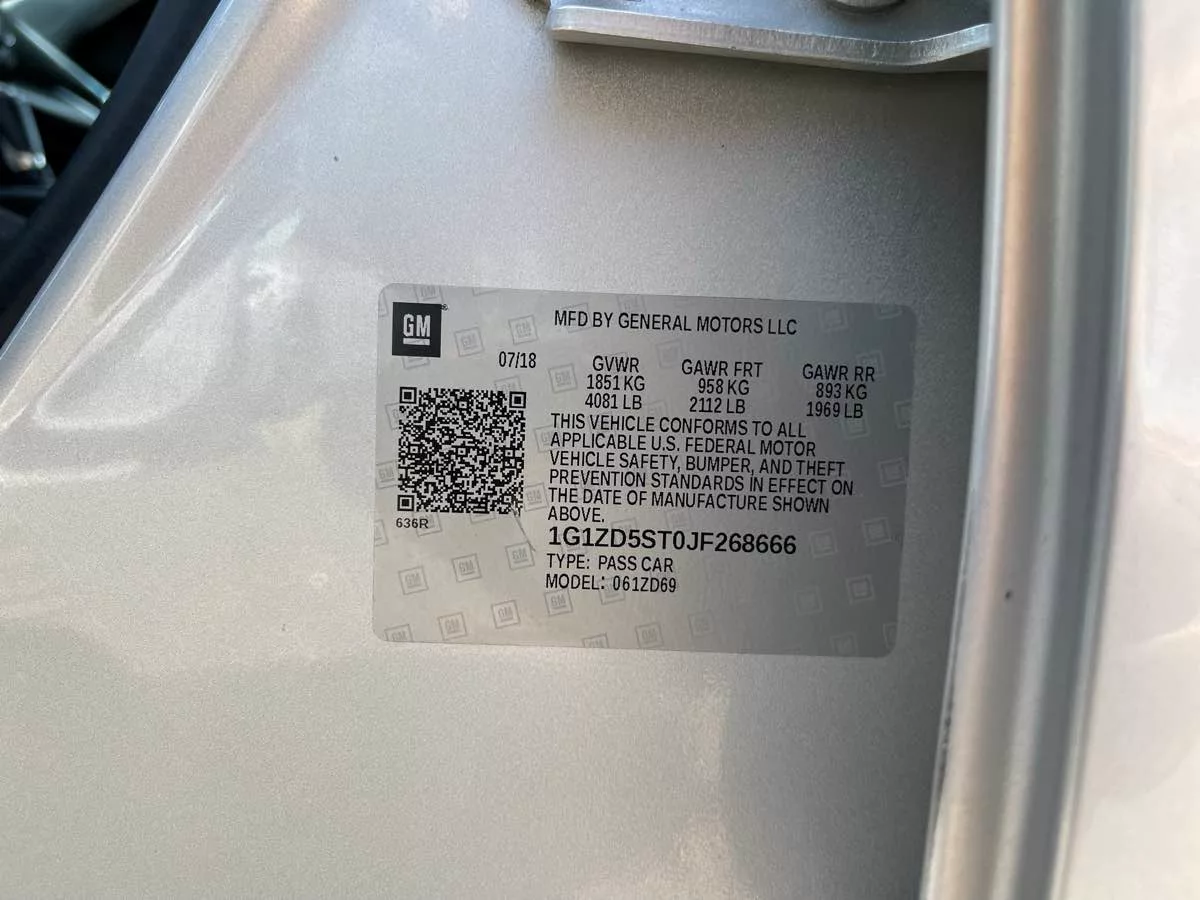 GM
MFD BY GENERAL MOTORS LLC
07/18
GVWR GAWR FRT GAWR RR
1851 KG 958 KG 893 KG
4081 LB 2112 LB 1969 LB
THIS VEHICLE CONFORMS TO ALL
APPLICABLE U.S. FEDERAL MOTOR
VEHICLE SAFETY, BUMPER, AND THEFT
PREVENTION STANDARDS IN EFFECT ON
THE DATE OF MANUFACTURE SHOWN
ABOVE.
636R
1G1ZD5ST0JF268666
TYPE: PASS CAR
MODEL: 061ZD69